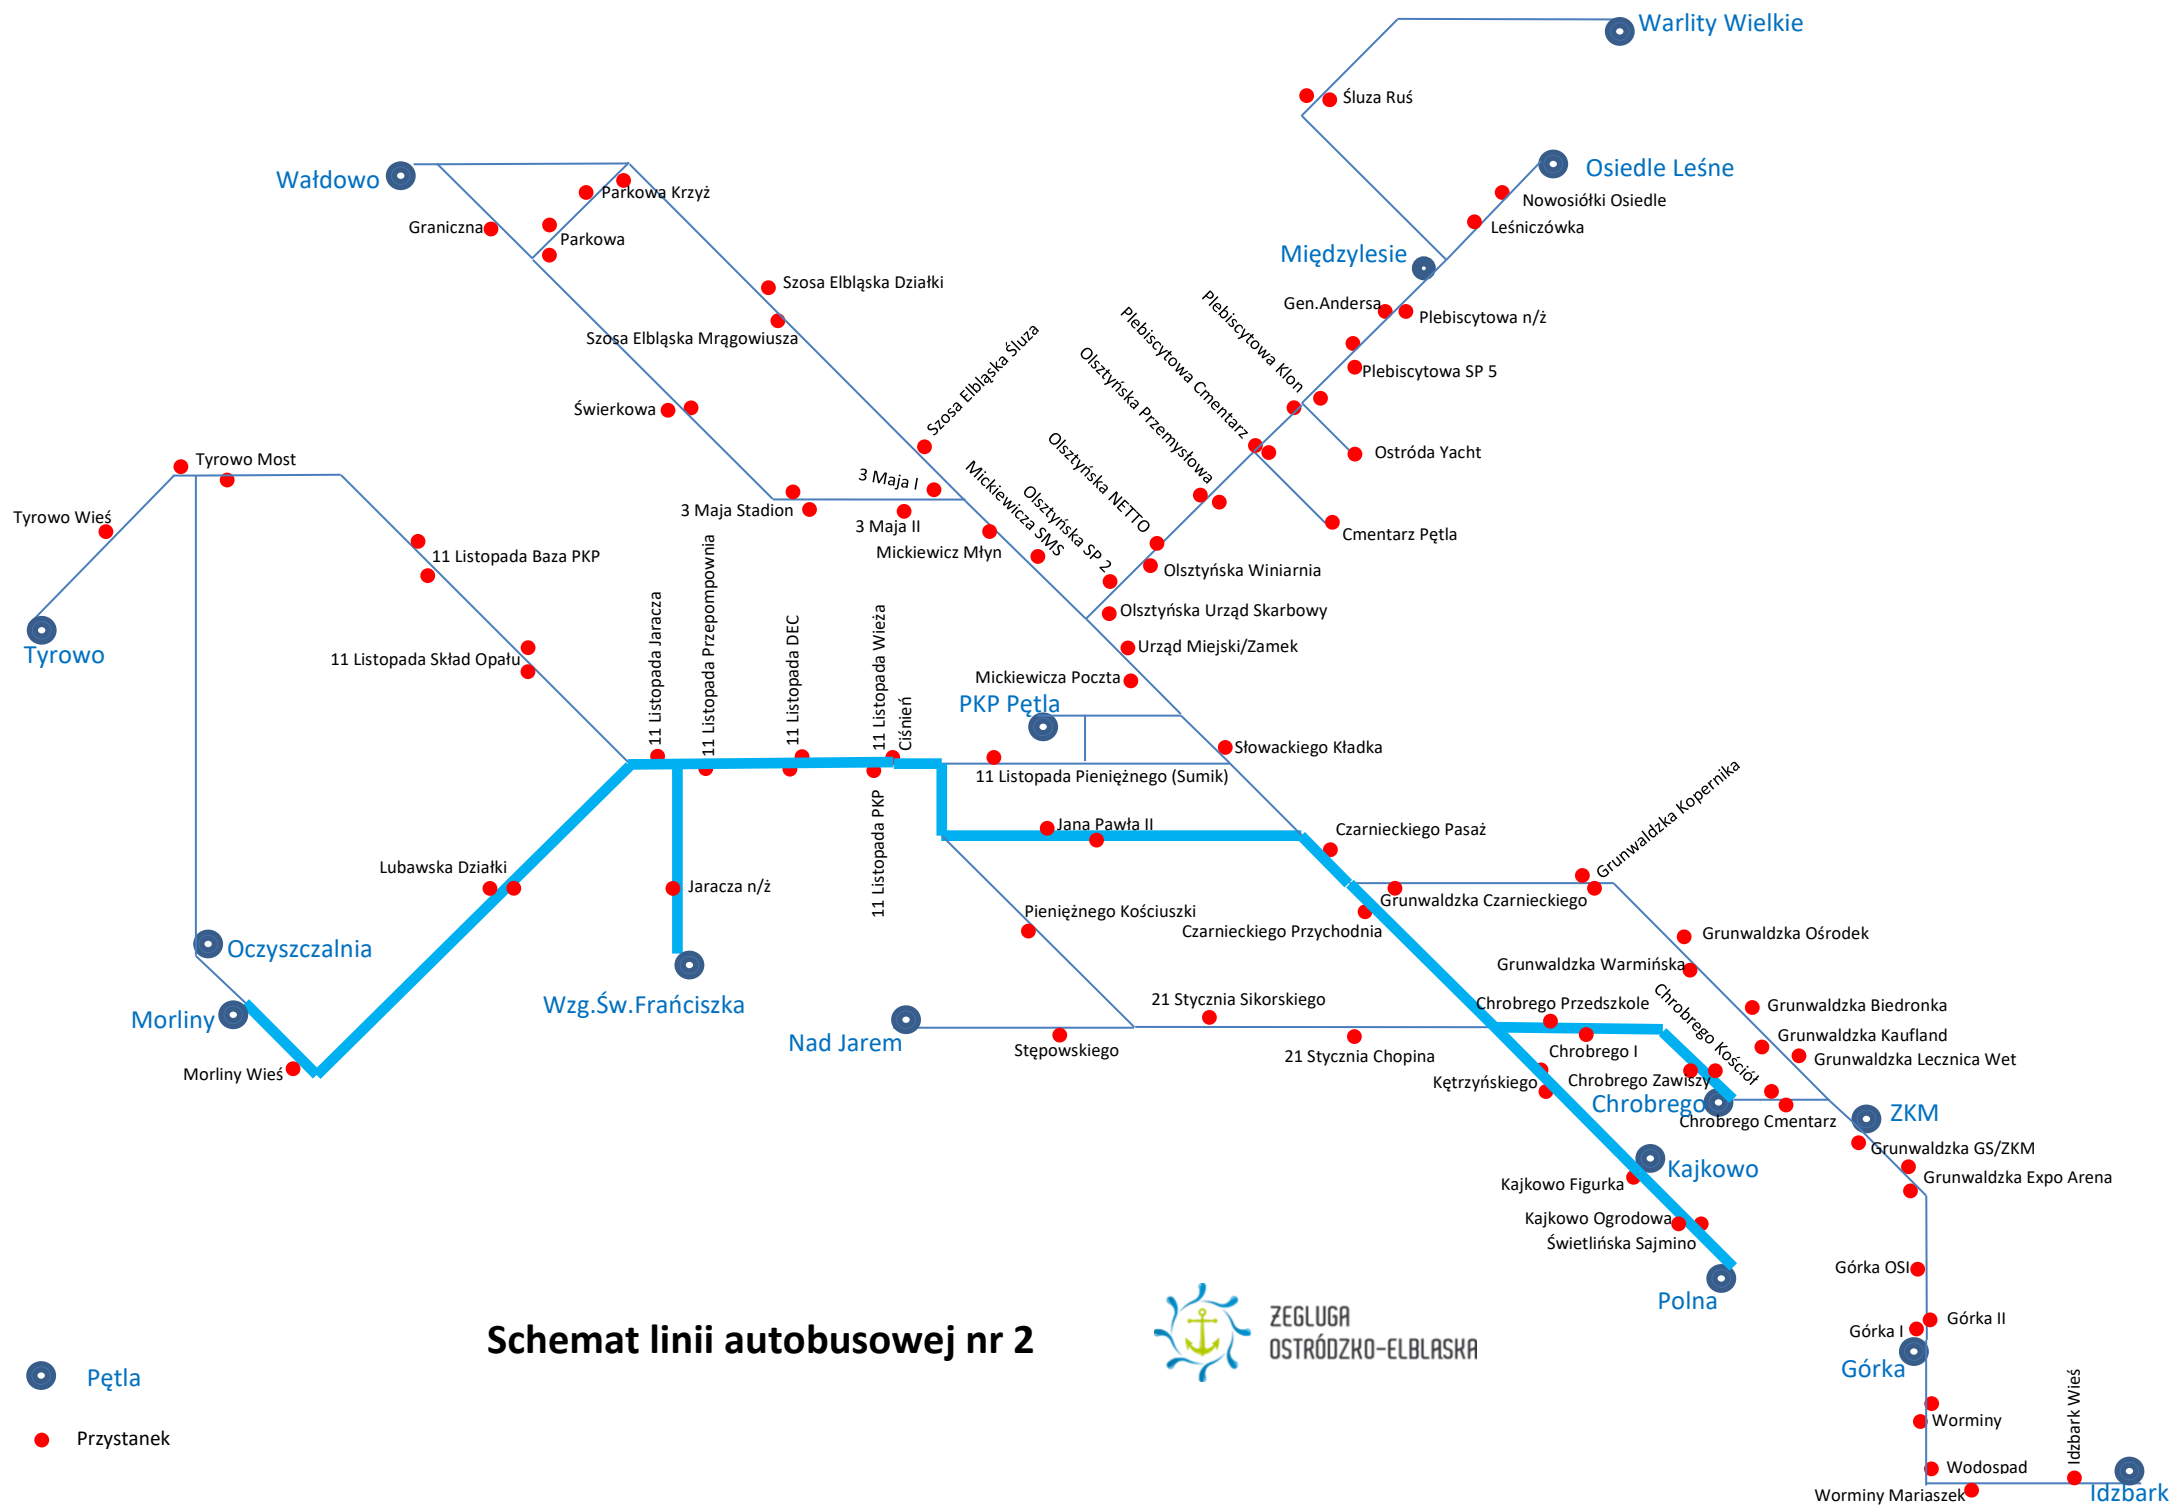 Warlity Wielkie
Śluza Ruś
Osiedle Leśne
Wałdowo
Parkowa Krzyż
Nowosiółki Osiedle
Graniczna
Leśniczówka
Parkowa
Międzylesie
Szosa Elbląska Działki
Gen.Andersa
Plebiscytowa n/ż
Szosa Elbląska Mrągowiusza
Plebiscytowa Klon
Plebiscytowa Cmentarz
Olsztyńska Przemysłowa
Plebiscytowa SP 5
Szosa Elbląska Śluza
Świerkowa
Olsztyńska NETTO
Ostróda Yacht
Tyrowo Most
3 Maja I
Mickiewicza SMS
Olsztyńska SP 2
3 Maja Stadion
3 Maja II
Tyrowo Wieś
Cmentarz Pętla
Mickiewicz Młyn
11 Listopada Baza PKP
Olsztyńska Winiarnia
Olsztyńska Urząd Skarbowy
11 Listopada Jaracza
11 Listopada Przepompownia
11 Listopada DEC
11 Listopada Wieża
Ciśnień
Urząd Miejski/Zamek
Tyrowo
11 Listopada Skład Opału
Mickiewicza Poczta
PKP Pętla
Słowackiego Kładka
11 Listopada Pieniężnego (Sumik)
Grunwaldzka Kopernika
Jana Pawła II
Czarnieckiego Pasaż
11 Listopada PKP
Lubawska Działki
Jaracza n/ż
Grunwaldzka Czarnieckiego
Pieniężnego Kościuszki
Czarnieckiego Przychodnia
Grunwaldzka Ośrodek
Oczyszczalnia
Grunwaldzka Warmińska
Wzg.Św.Frańciszka
21 Stycznia Sikorskiego
Chrobrego Przedszkole
Chrobrego Kościół
Grunwaldzka Biedronka
Morliny
Nad Jarem
Stępowskiego
21 Stycznia Chopina
Chrobrego I
Grunwaldzka Kaufland
Grunwaldzka Lecznica Wet
Morliny Wieś
Kętrzyńskiego
Chrobrego Zawiszy
Chrobrego
Chrobrego Cmentarz
ZKM
Grunwaldzka GS/ZKM
Kajkowo
Kajkowo Figurka
Grunwaldzka Expo Arena
Kajkowo Ogrodowa
Świetlińska Sajmino
Górka OSI
Polna
Górka II
Górka I
Górka
Schemat linii autobusowej nr 2
ŻEGLUGA
OSTRÓDZKO-ELBLASKA
Pętla
Przystanek
Worminy
Idzbark Wieś
Wodospad
Worminy Mariaszek
Idzbark